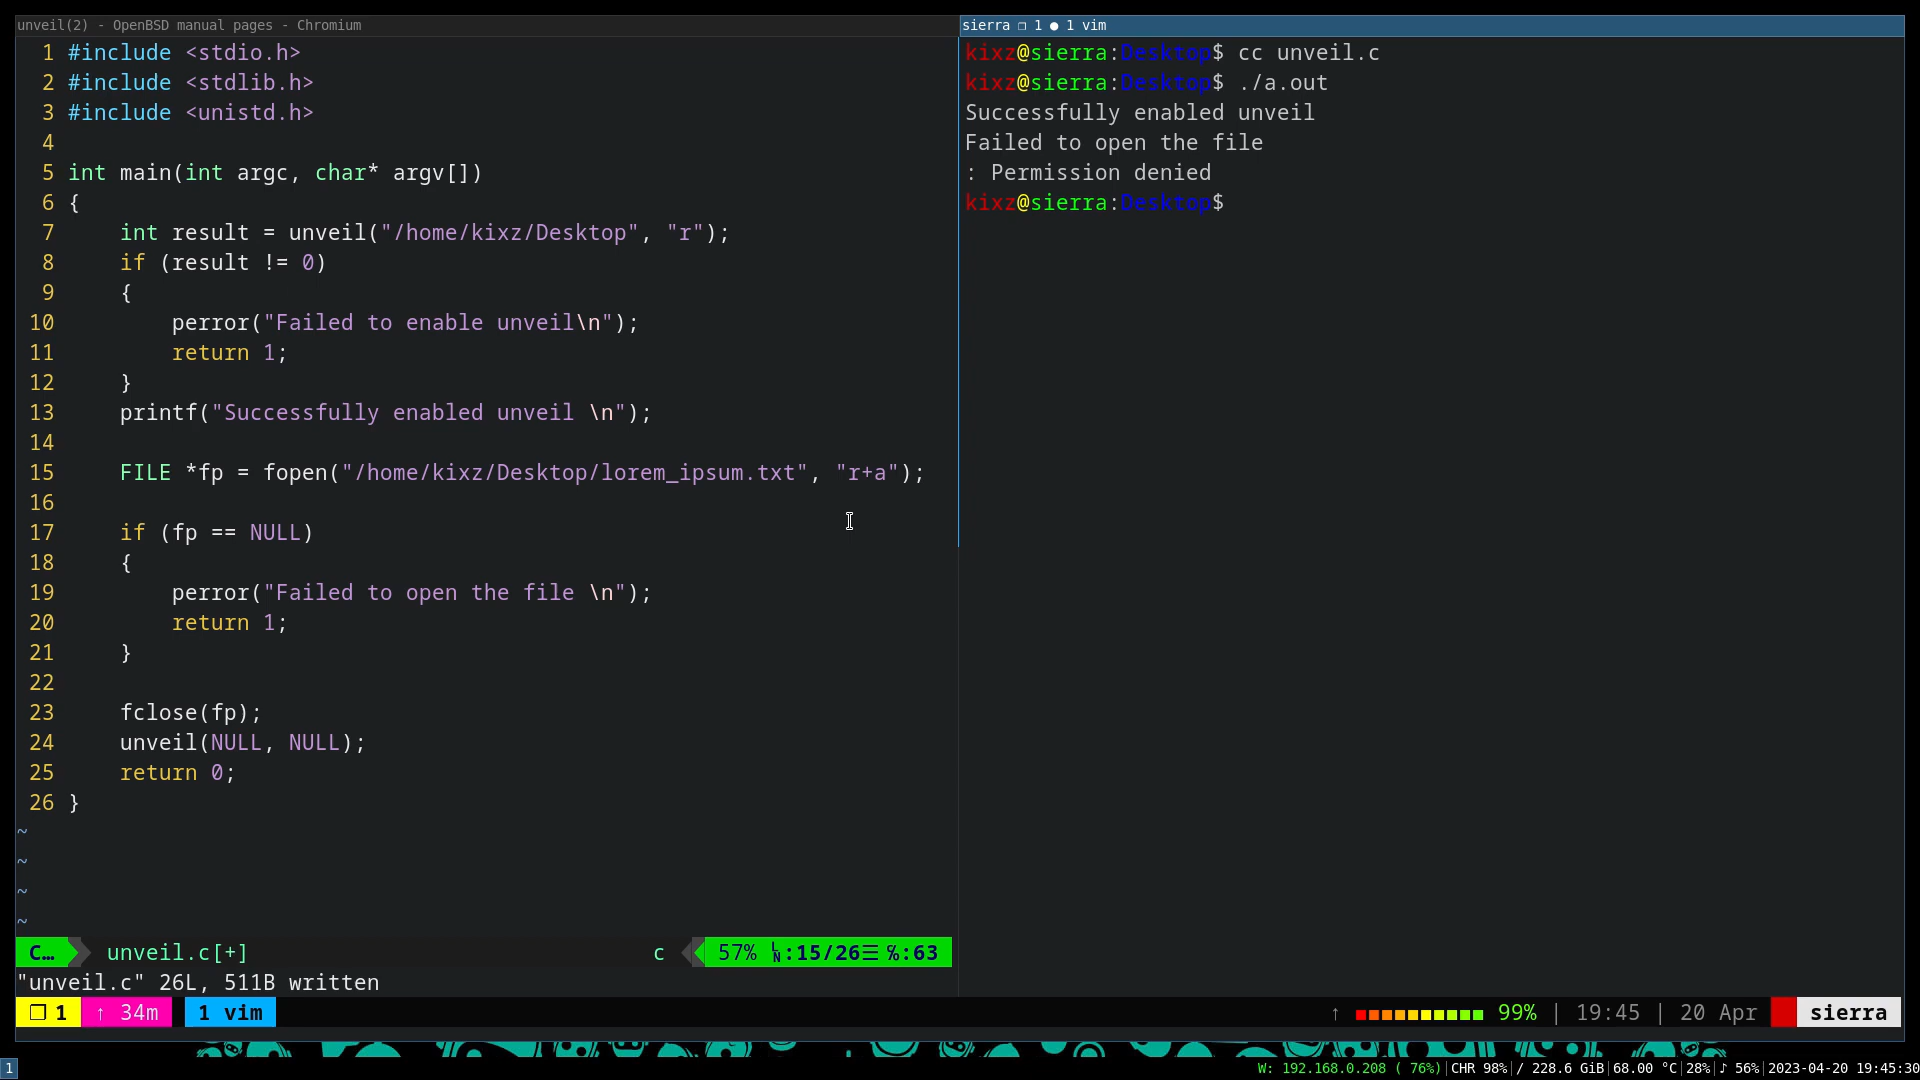 unveil(2) - OpenBSD manual pages - Chromium
sierra ❐ 1 ● 1 vim
1 #include <stdio.h>
2 #include <stdlib.h>
3 #include <unistd.h>
4
5 int main(int argc, char* argv[])
6 {
7     int result = unveil("/home/kixz/Desktop", "r");
8     if (result != 0)
9     {
10         perror("Failed to enable unveil\n");
11         return 1;
12     }
13     printf("Successfully enabled unveil \n");
14
15     FILE *fp = fopen("/home/kixz/Desktop/lorem_ipsum.txt", "r+a");
16
17     if (fp == NULL)
18     {
19         perror("Failed to open the file \n");
20         return 1;
21     }
22
23     fclose(fp);
24     unveil(NULL, NULL);
25     return 0;
26 }
~
~
~
~
C… unveil.c[+] c 57% ␤:15/26☰ ℅:63
"unveil.c" 26L, 511B written
kixz@sierra:Desktop$ cc unveil.c
kixz@sierra:Desktop$ ./a.out
Successfully enabled unveil
Failed to open the file
: Permission denied
kixz@sierra:Desktop$
❐ 1 ↑ 34m 1 vim ↑ 99% | 19:45 | 20 Apr sierra
1 W: 192.168.0.208 ( 76%)|CHR 98%|/ 228.6 GiB|68.00 °C|28%|♪ 56%|2023-04-20 19:45:30